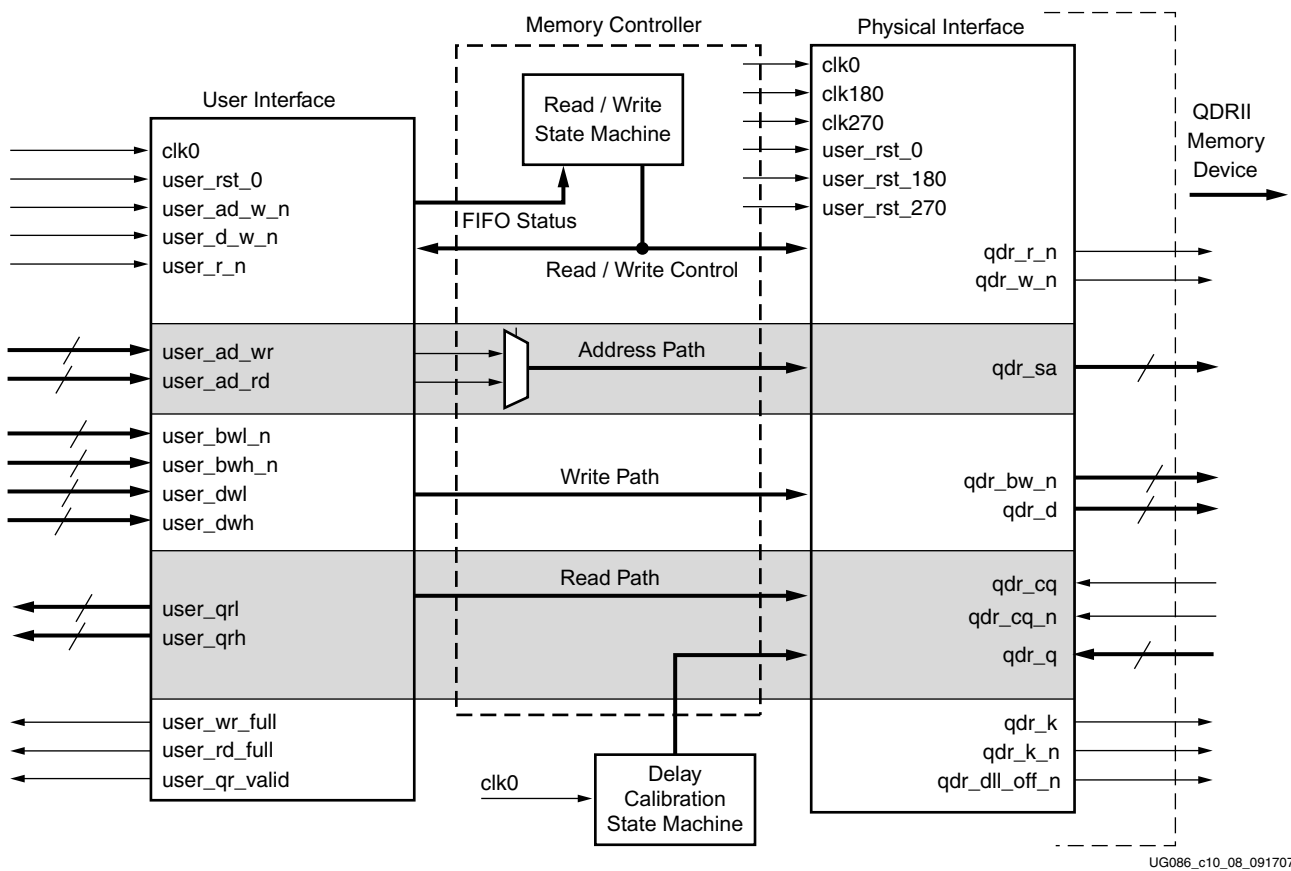 Memory Controller
Physical Interface
User Interface
Read / Write
State Machine
clk0
clk180
clk270
user_rst_0
user_rst_180
user_rst_270
QDRII
Memory
Device
clk0
user_rst_0
user_ad_w_n
user_d_w_n
user_r_n
FIFO Status
Read / Write Control
qdr_r_n
qdr_w_n
user_ad_wr
user_ad_rd
Address Path
qdr_sa
user_bwl_n
user_bwh_n
user_dwl
user_dwh
Write Path
qdr_bw_n
qdr_d
Read Path
user_qrl
user_qrh
qdr_cq
qdr_cq_n
qdr_q
user_wr_full
user_rd_full
user_qr_valid
qdr_k
qdr_k_n
qdr_dll_off_n
clk0
Delay
Calibration
State Machine
UG086_c10_08_091707